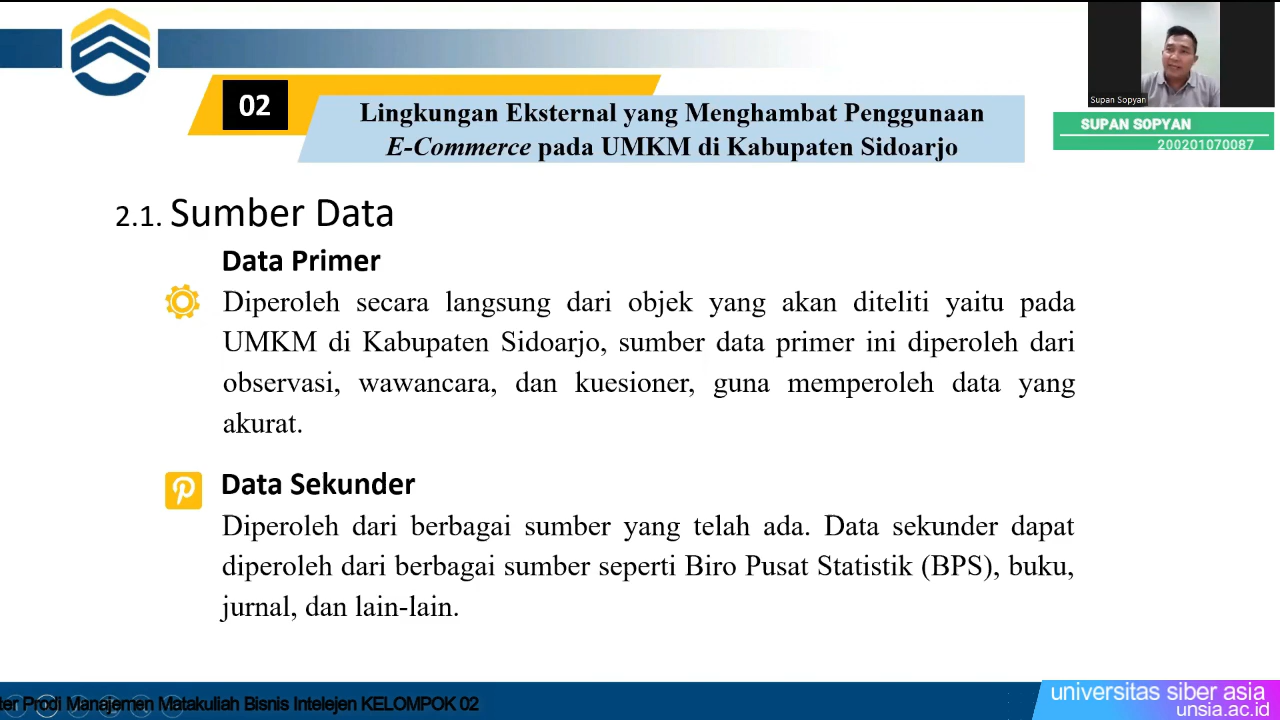 Supan Sopyan
SUPAN SOPYAN
200201070087
02
Lingkungan Eksternal yang Menghambat Penggunaan
E-Commerce pada UMKM di Kabupaten Sidoarjo
2.1. Sumber Data
Data Primer
Diperoleh secara langsung dari objek yang akan diteliti yaitu pada
UMKM di Kabupaten Sidoarjo, sumber data primer ini diperoleh dari
observasi, wawancara, dan kuesioner, guna memperoleh data yang
akurat.
Data Sekunder
Diperoleh dari berbagai sumber yang telah ada. Data sekunder dapat
diperoleh dari berbagai sumber seperti Biro Pusat Statistik (BPS), buku,
jurnal, dan lain-lain.
ter Prodi Manajemen Matakuliah Bisnis Intelejen KELOMPOK 02
universitas siber asia
unsia.ac.id